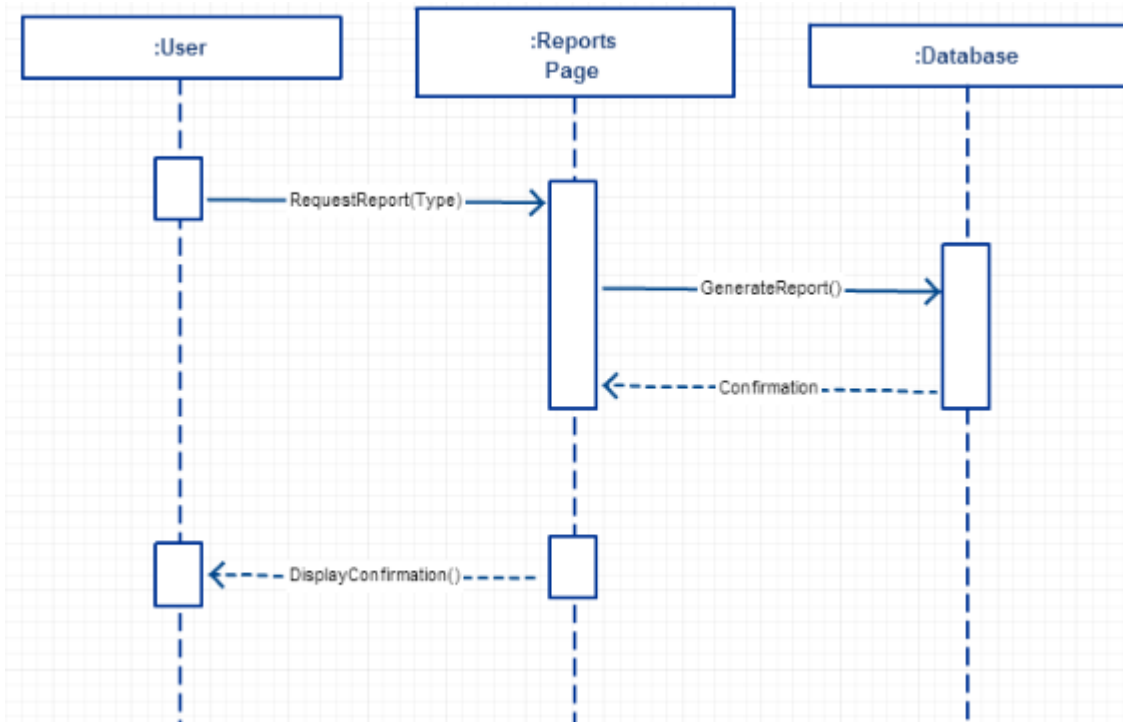 :User
:Reports
Page
:Database
RequestReport(Type)
GenerateReport()
Confirmation
DisplayConfirmation()